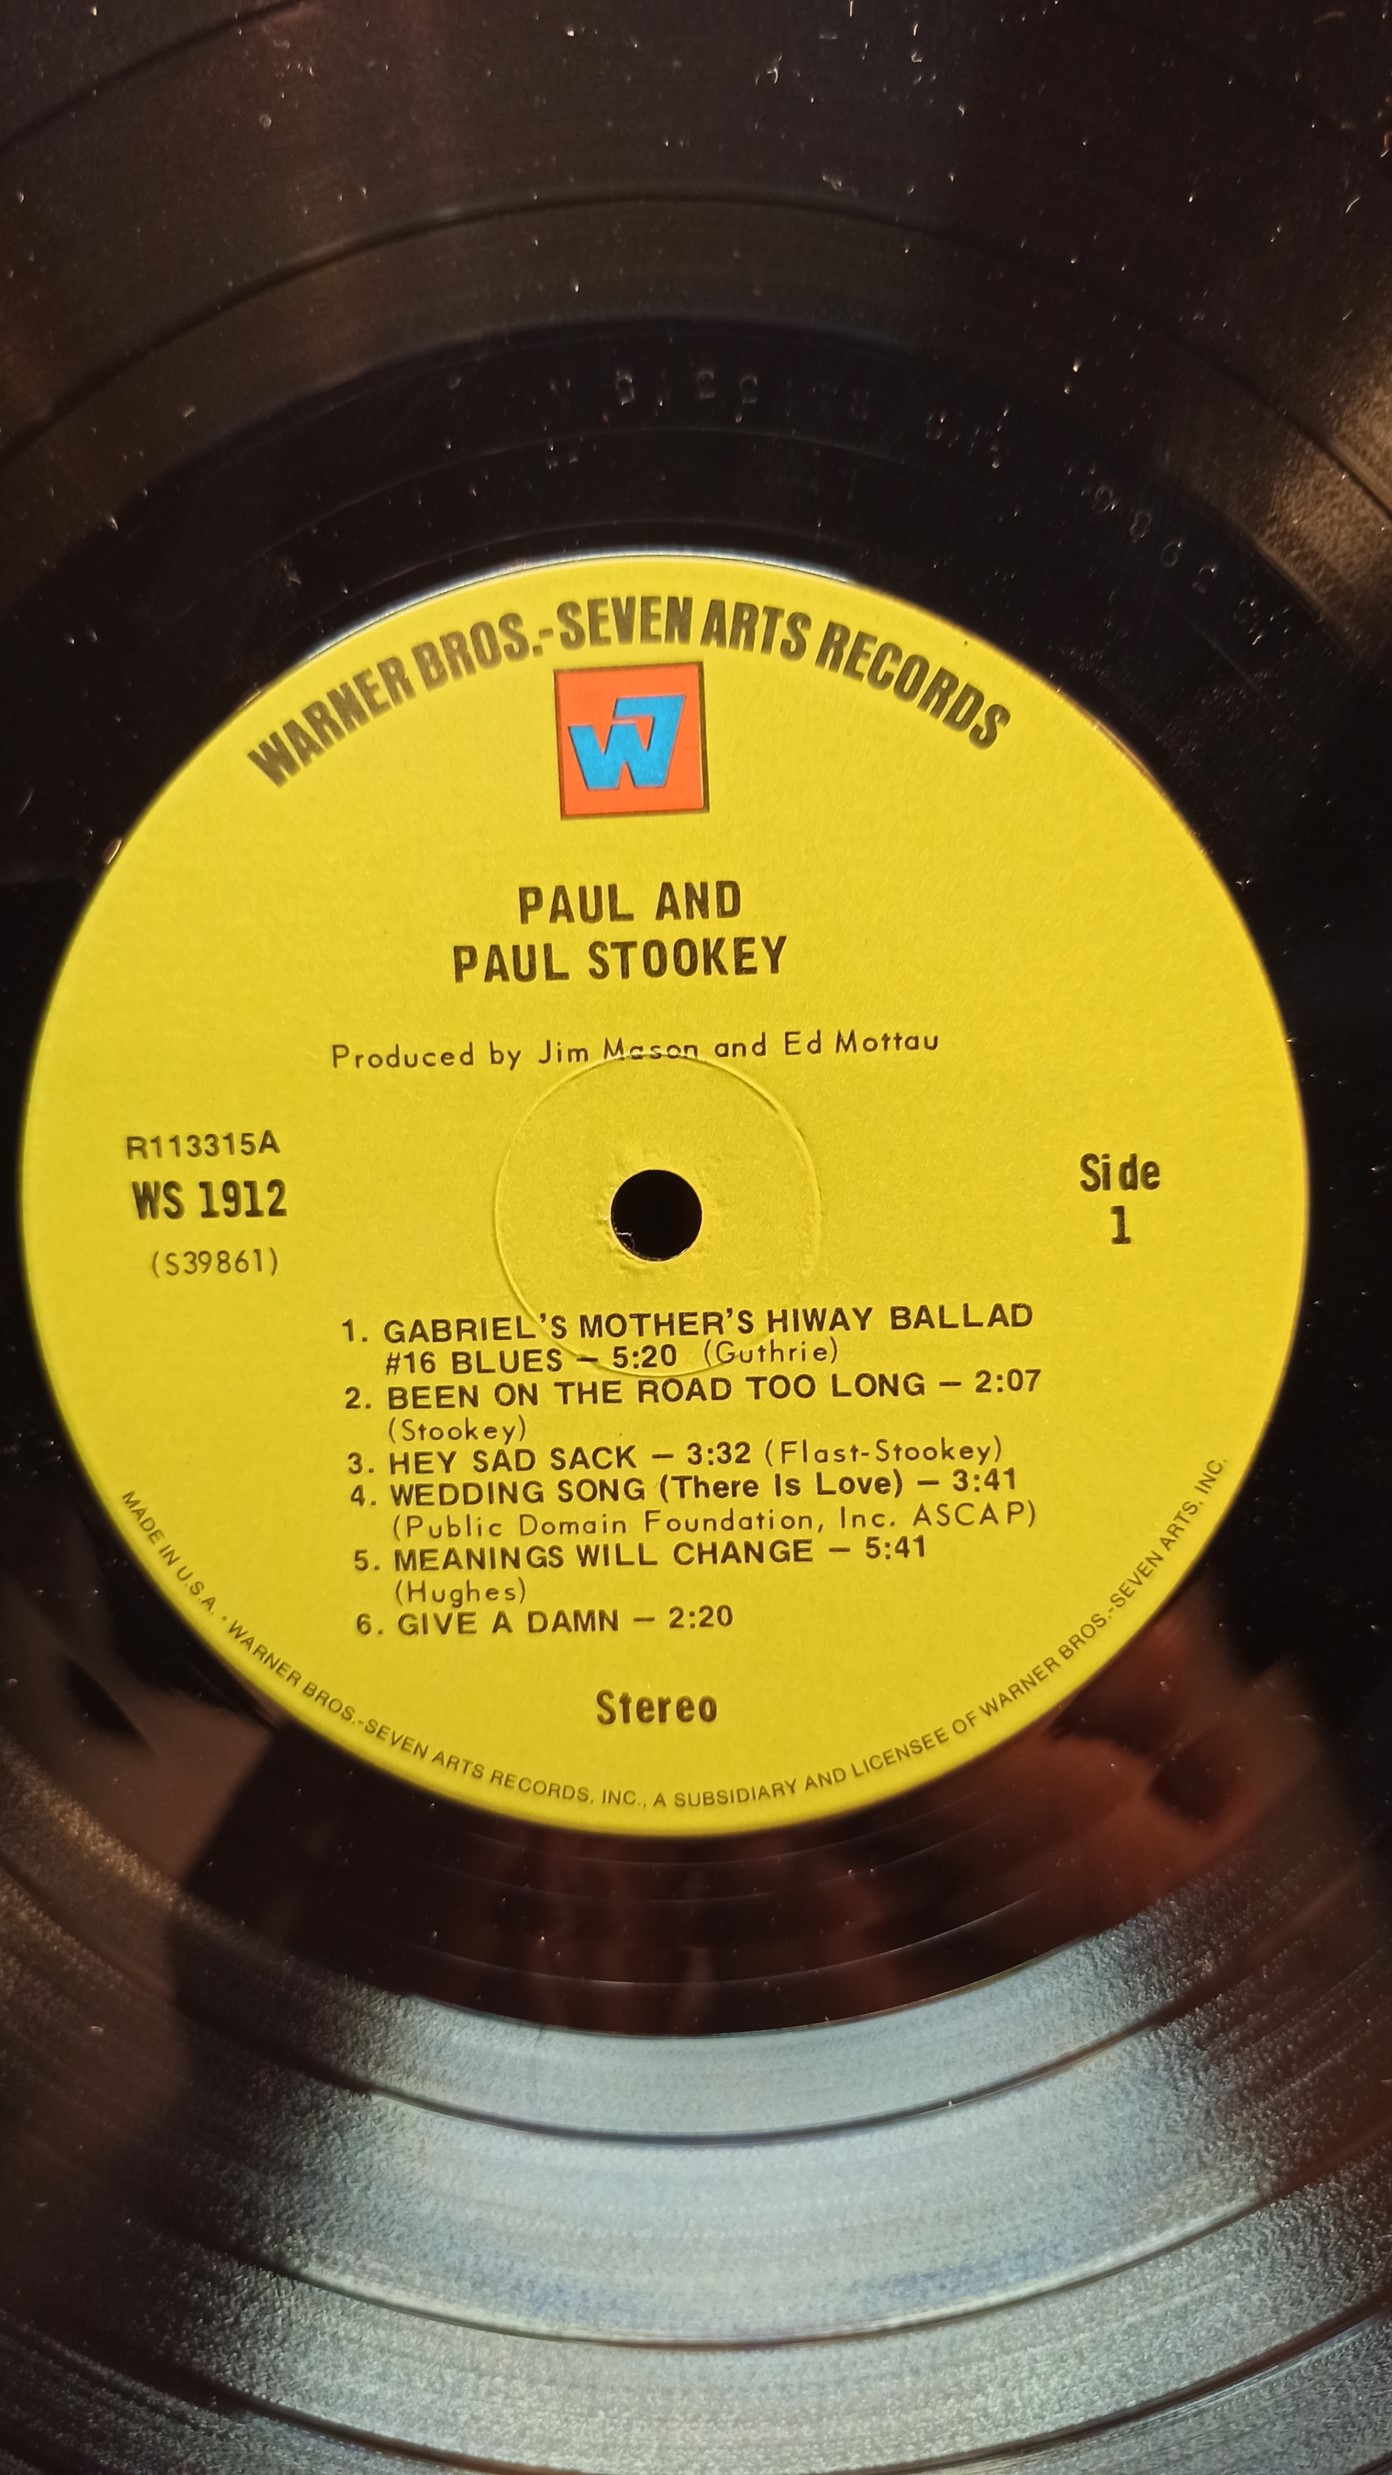 WARNER BROS.-SEVEN ARTS RECORDS
W7
PAUL AND
PAUL STOOKEY
Produced by Jim Mason and Ed Mottau
R113315A
WS 1912
(S39861)
Side
1
1. GABRIEL'S MOTHER'S HIWAY BALLAD
#16 BLUES – 5:20 (Guthrie)
2. BEEN ON THE ROAD TOO LONG – 2:07
(Stookey)
3. HEY SAD SACK – 3:32 (Flast-Stookey)
4. WEDDING SONG (There Is Love) – 3:41
(Public Domain Foundation, Inc. ASCAP)
5. MEANINGS WILL CHANGE – 5:41
(Hughes)
6. GIVE A DAMN – 2:20
Stereo
MADE IN U.S.A. · WARNER BROS.-SEVEN ARTS RECORDS, INC., A SUBSIDIARY AND LICENSEE OF WARNER BROS.-SEVEN ARTS, INC.